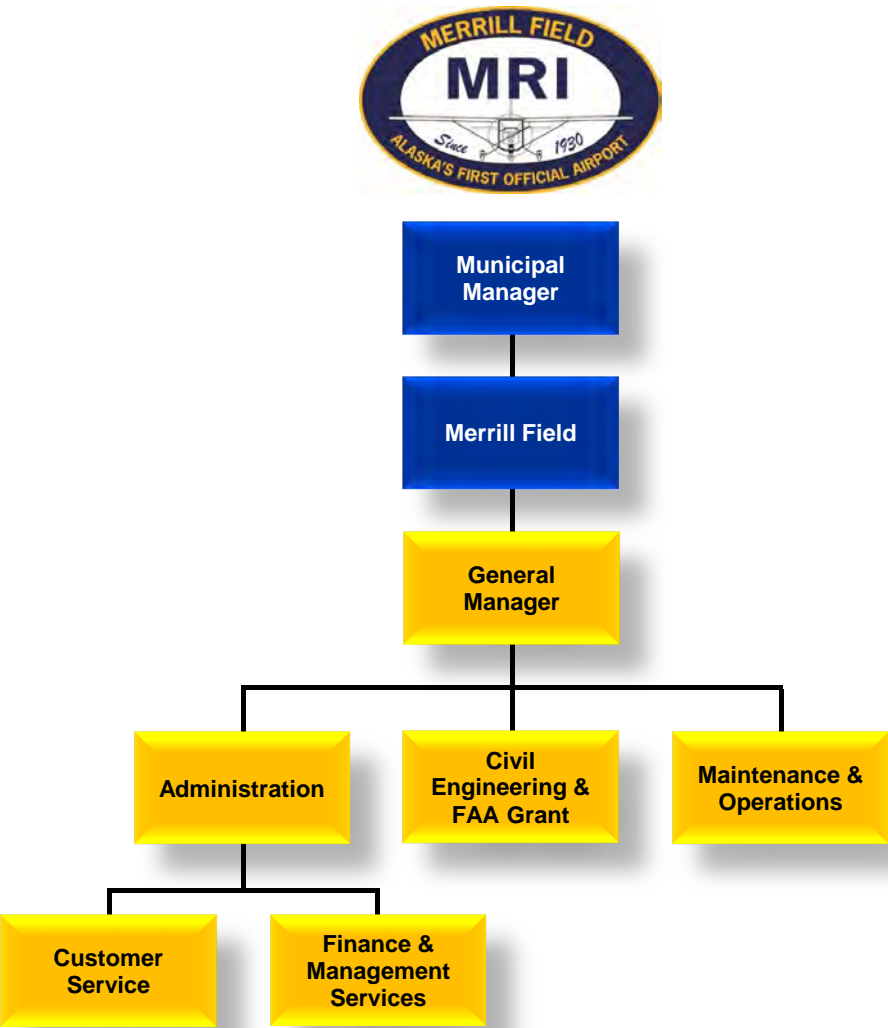 MERRILL FIELD
MRI
Since 1930
ALASKA'S FIRST OFFICIAL AIRPORT
Municipal
Manager
Merrill Field
General
Manager
Administration
Civil
Engineering &
FAA Grant
Maintenance &
Operations
Customer
Service
Finance &
Management
Services